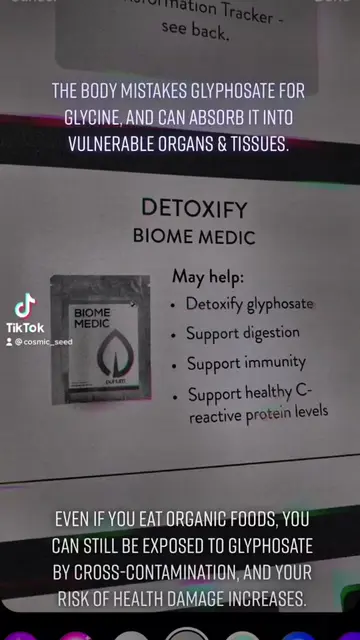 Transformation Tracker -
see back.
THE BODY MISTAKES GLYPHOSATE FOR
GLYCINE, AND CAN ABSORB IT INTO
VULNERABLE ORGANS & TISSUES.
DETOXIFY
BIOME MEDIC
May help:
• Detoxify glyphosate
• Support digestion
• Support immunity
• Support healthy C-
reactive protein levels
BIOME
MEDIC
purium
TikTok
@cosmic_seed
EVEN IF YOU EAT ORGANIC FOODS, YOU
CAN STILL BE EXPOSED TO GLYPHOSATE
BY CROSS-CONTAMINATION, AND YOUR
RISK OF HEALTH DAMAGE INCREASES.